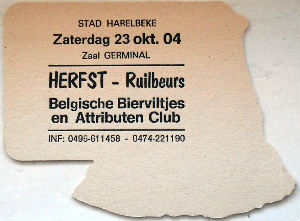 STAD HARELBEKE
Zaterdag 23 okt. 04
Zaal GERMINAL
HERFST - Ruilbeurs
Belgische Bierviltjes
en Attributen Club
INF: 0496-611458 - 0474-221190